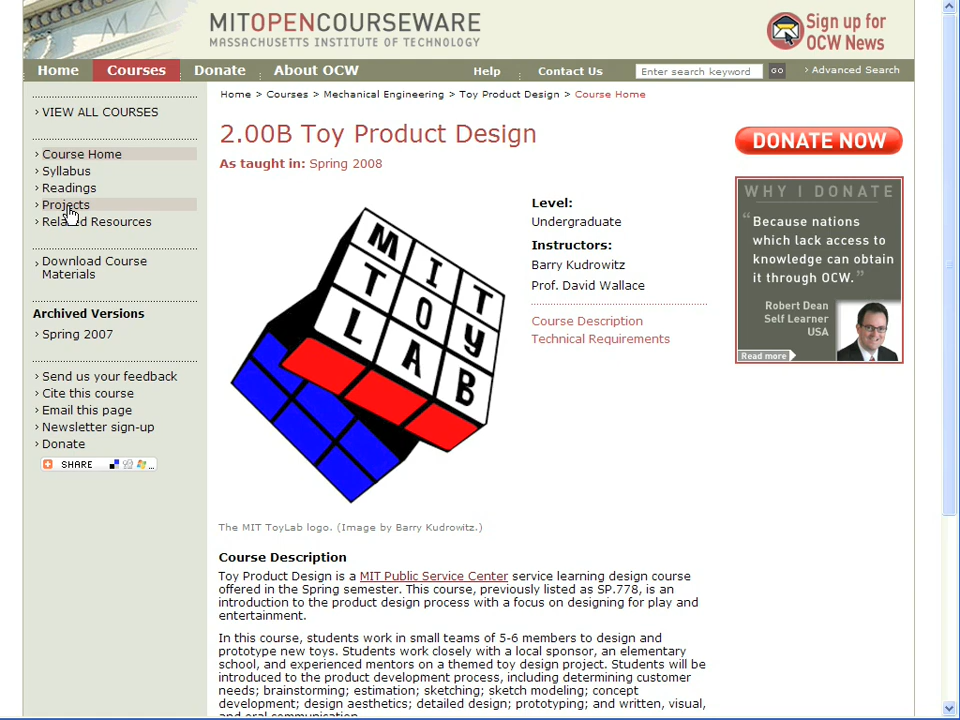 MITOPENCOURSEWARE
MASSACHUSETTS INSTITUTE OF TECHNOLOGY
Sign up for
OCW News
Home
Courses
Donate
About OCW
Help
Contact Us
Enter search keyword
GO
Advanced Search
VIEW ALL COURSES
Course Home
Syllabus
Readings
Projects
Related Resources
Download Course
Materials
Archived Versions
Spring 2007
Send us your feedback
Cite this course
Email this page
Newsletter sign-up
Donate
SHARE
Home > Courses > Mechanical Engineering > Toy Product Design > Course Home
2.00B Toy Product Design
As taught in: Spring 2008
M I T
T O y
L A B
Level:
Undergraduate
Instructors:
Barry Kudrowitz
Prof. David Wallace
Course Description
Technical Requirements
The MIT ToyLab logo. (Image by Barry Kudrowitz.)
Course Description
Toy Product Design is a MIT Public Service Center service learning design course
offered in the Spring semester. This course, previously listed as SP.778, is an
introduction to the product design process with a focus on designing for play and
entertainment.
In this course, students work in small teams of 5-6 members to design and
prototype new toys. Students work closely with a local sponsor, an elementary
school, and experienced mentors on a themed toy design project. Students will be
introduced to the product development process, including determining customer
needs; brainstorming; estimation; sketching; sketch modeling; concept
development; design aesthetics; detailed design; prototyping; and written, visual,
and oral communication.
DONATE NOW
WHY I DONATE
“Because nations
which lack access to
knowledge can obtain
it through OCW.”
Robert Dean
Self Learner
USA
Read more